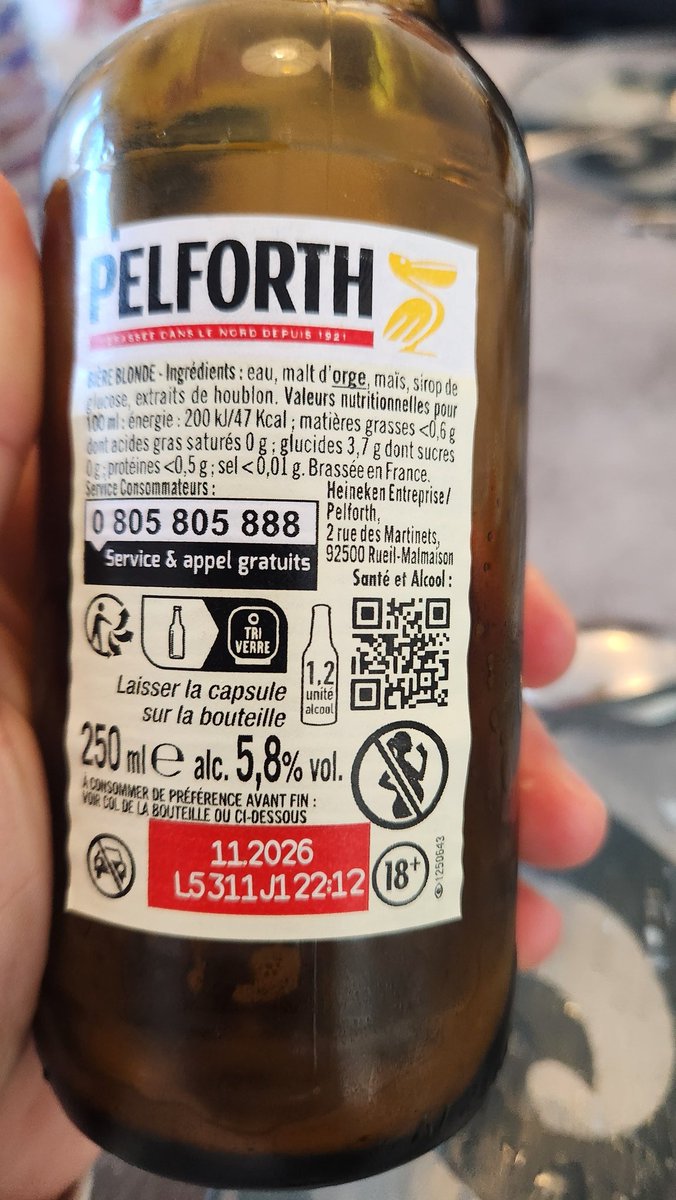 PELFORTH
BRASSÉE DANS LE NORD DEPUIS 1921
BIÈRE BLONDE - Ingrédients : eau, malt d'orge, maïs, sirop de
glucose, extraits de houblon. Valeurs nutritionnelles pour
100 ml : énergie : 200 kJ/47 Kcal ; matières grasses <0,6 g
dont acides gras saturés 0 g ; glucides 3,7 g dont sucres
0 g ; protéines <0,5 g ; sel < 0,01 g. Brassée en France.
Service Consommateurs :
0 805 805 888
Service & appel gratuits
Heineken Entreprise/
Pelforth,
2 rue des Martinets,
92500 Rueil-Malmaison
Santé et Alcool :
TRI
VERRE
1,2
unité
alcool
Laisser la capsule
sur la bouteille
250 ml e alc. 5,8% vol.
À CONSOMMER DE PRÉFÉRENCE AVANT FIN :
VOIR COL DE LA BOUTEILLE OU CI-DESSOUS
11.2026
L5311J1 22:12
18+
1250643